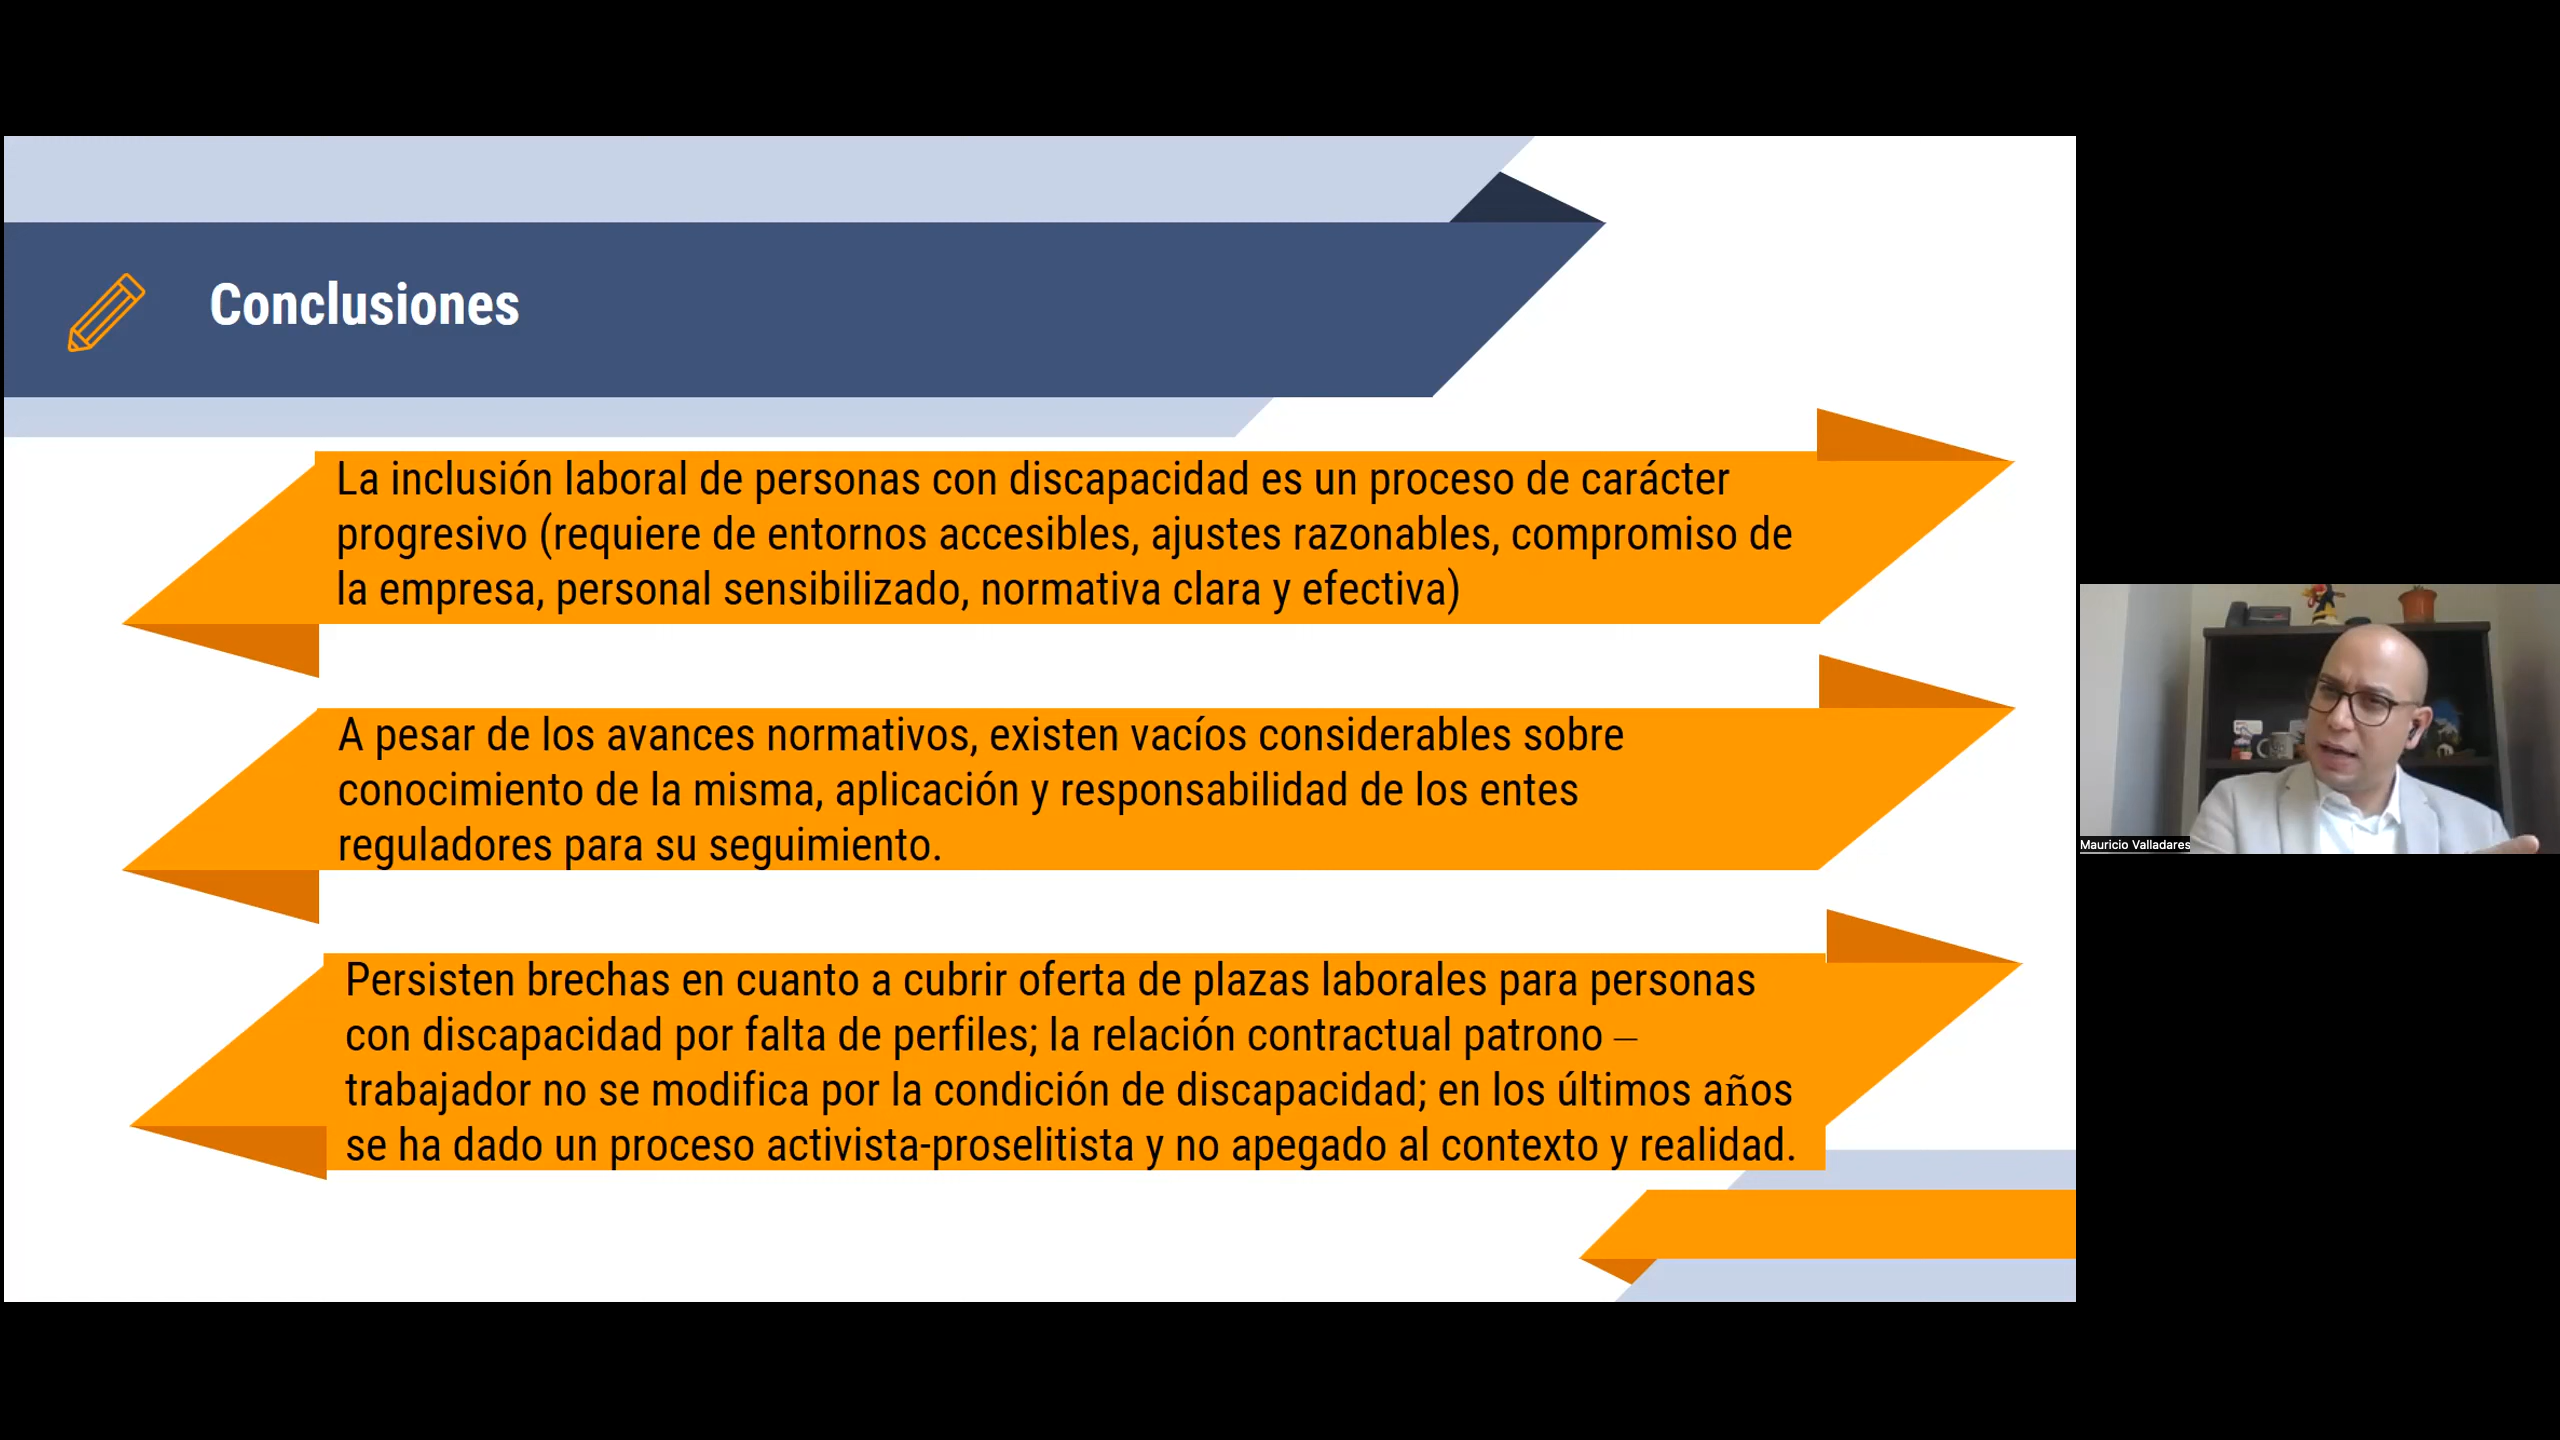 Conclusiones
La inclusión laboral de personas con discapacidad es un proceso de carácter
progresivo (requiere de entornos accesibles, ajustes razonables, compromiso de
la empresa, personal sensibilizado, normativa clara y efectiva)
A pesar de los avances normativos, existen vacíos considerables sobre
conocimiento de la misma, aplicación y responsabilidad de los entes
reguladores para su seguimiento.
Persisten brechas en cuanto a cubrir oferta de plazas laborales para personas
con discapacidad por falta de perfiles; la relación contractual patrono –
trabajador no se modifica por la condición de discapacidad; en los últimos años
se ha dado un proceso activista-proselitista y no apegado al contexto y realidad.
Mauricio Valladares